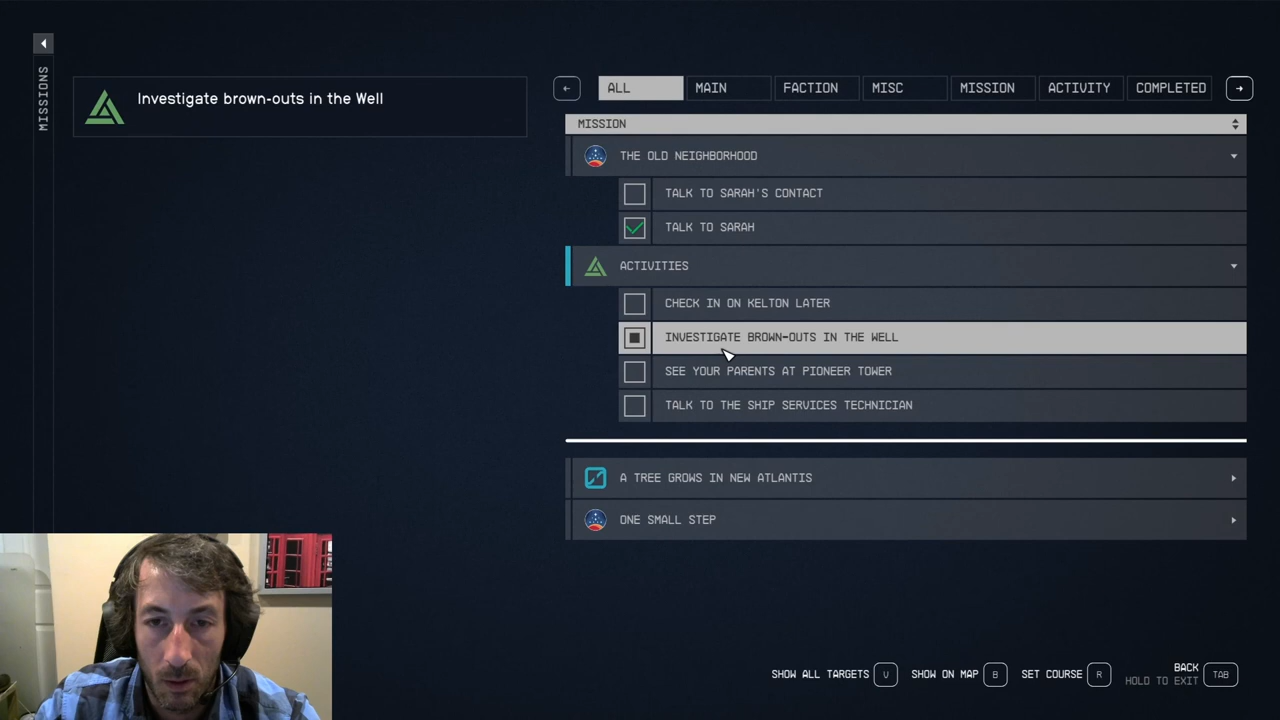 MISSIONS
Investigate brown-outs in the Well
ALL
MAIN
FACTION
MISC
MISSION
ACTIVITY
COMPLETED
MISSION
THE OLD NEIGHBORHOOD
TALK TO SARAH'S CONTACT
TALK TO SARAH
ACTIVITIES
CHECK IN ON KELTON LATER
INVESTIGATE BROWN-OUTS IN THE WELL
SEE YOUR PARENTS AT PIONEER TOWER
TALK TO THE SHIP SERVICES TECHNICIAN
A TREE GROWS IN NEW ATLANTIS
ONE SMALL STEP
SHOW ALL TARGETS V SHOW ON MAP B SET COURSE R BACK TAB
HOLD TO EXIT